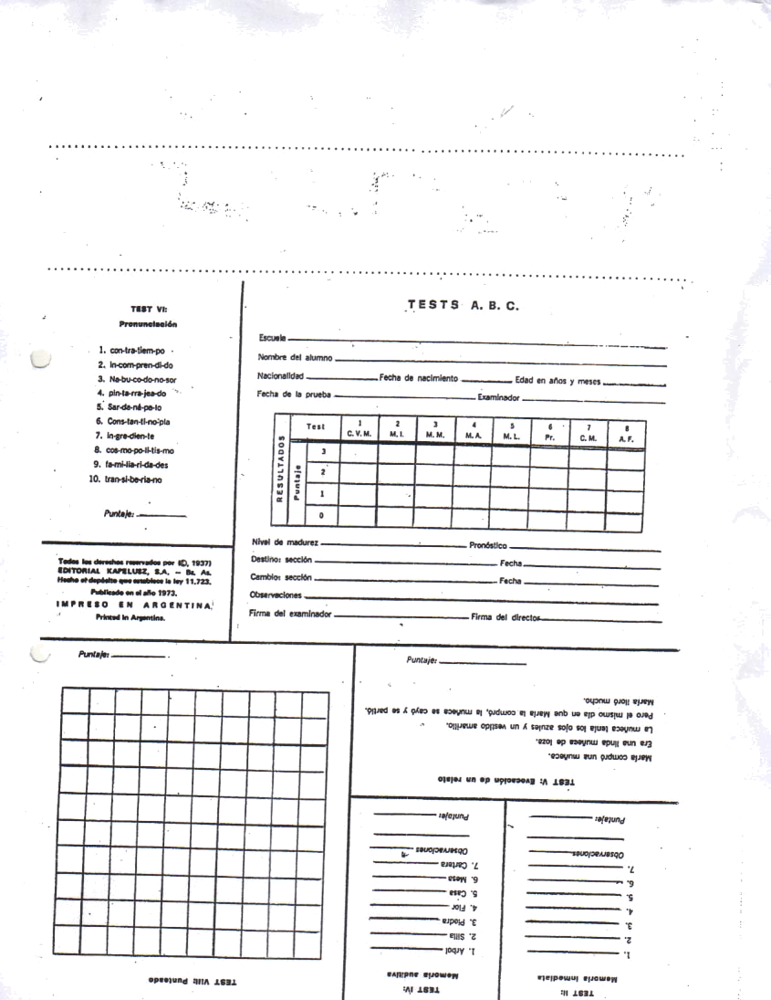 TEST VI:
Pronunciación
1. con-tra-tiem-po
2. in-com-pren-di-do
3. Na-bu-co-do-no-sor
4. pin-ta-rra-jea-do
5. Sar-da-ná-pa-lo
6. Cons-tan-ti-no-pla
7. in-gre-dien-te
8. cos-mo-po-li-tis-mo
9. fa-mi-lia-ri-da-des
10. tran-si-be-ria-no
Puntaje:
Todos los derechos reservados por (©, 1937)
EDITORIAL KAPELUSZ, S.A. — Bs. As.
Hecho el depósito que establece la ley 11.723.
Publicado en el año 1973.
IMPRESO EN ARGENTINA
Printed in Argentina.
TESTS A. B. C.
Escuela
Nombre del alumno
Nacionalidad Fecha de nacimiento Edad en años y meses
Fecha de la prueba Examinador
RESULTADOS
Puntaje
Test 1 2 3 4 5 6 7 8
C.V.M. M.I. M.M. M.A. M.L. Pr. C.M. A.F.
3
2
1
0
Nivel de madurez Pronóstico
Destino: sección Fecha
Cambio: sección Fecha
Observaciones
Firma del examinador Firma del director
Puntaje:
TEST VIII: Punteado
Puntaje:
TEST V: Evocación de un relato
María compró una muñeca.
Era una linda muñeca de loza.
La muñeca tenía los ojos azules y un vestido amarillo.
Pero el mismo día en que María la compró, la muñeca se cayó y se partió.
María lloró mucho.
TEST IV:
Memoria auditiva
1. Arbol
2. Silla
3. Piedra
4. Flor
5. Casa
6. Mesa
7. Cartera
Observaciones
Puntaje:
TEST II:
Memoria inmediata
1.
2.
3.
4.
5.
6.
7.
Observaciones
Puntaje: